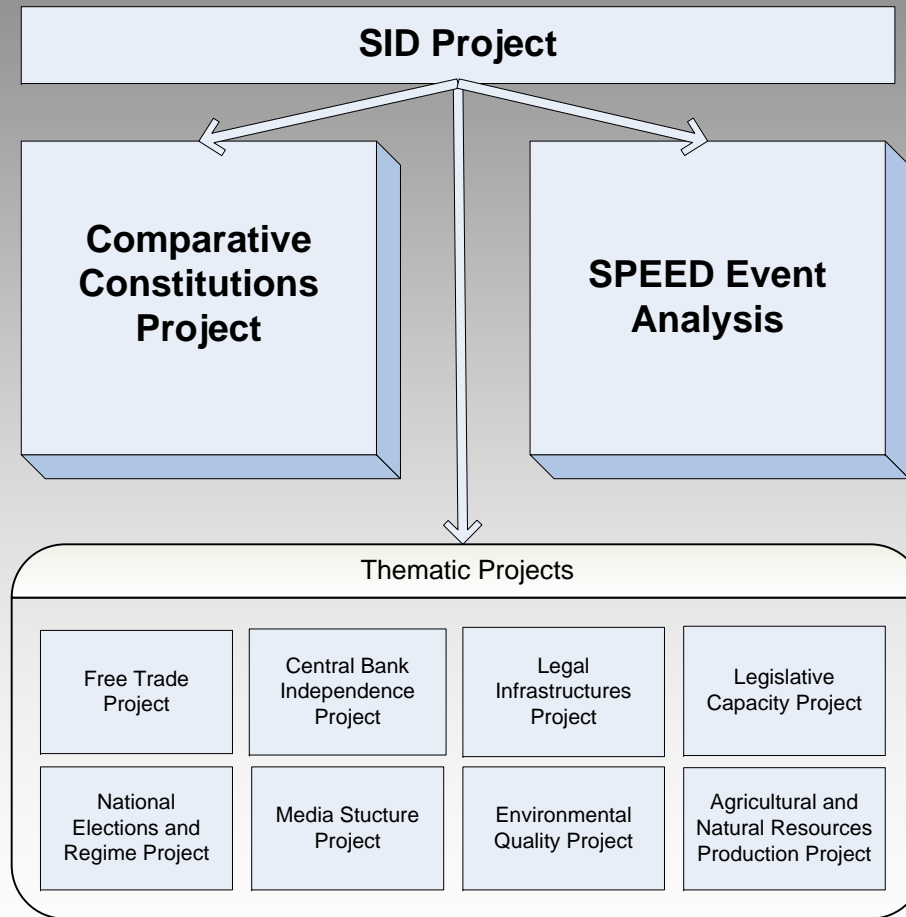 SID Project
Comparative
Constitutions
Project
SPEED Event
Analysis
Thematic Projects
Free Trade
Project
Central Bank
Independence
Project
Legal
Infrastructures
Project
Legislative
Capacity Project
National
Elections and
Regime Project
Media Stucture
Project
Environmental
Quality Project
Agricultural and
Natural Resources
Production Project